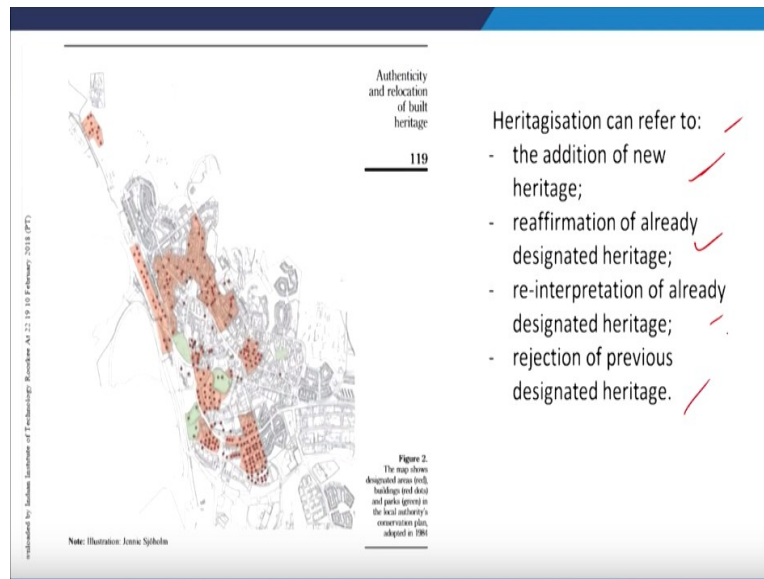 Authenticity
and relocation
of built
heritage
119
Heritagisation can refer to:
- the addition of new
heritage;
- reaffirmation of already
designated heritage;
- re-interpretation of already
designated heritage;
- rejection of previous
designated heritage.
Figure 2.
The map shows
designated areas (red),
buildings (red dots)
and parks (green) in
the local authority's
conservation plan,
adopted in 1984
Note: Illustration: Jennie Sjöholm
Institute of Technology Roorkee At 22:19 10 February 2018 (PT)